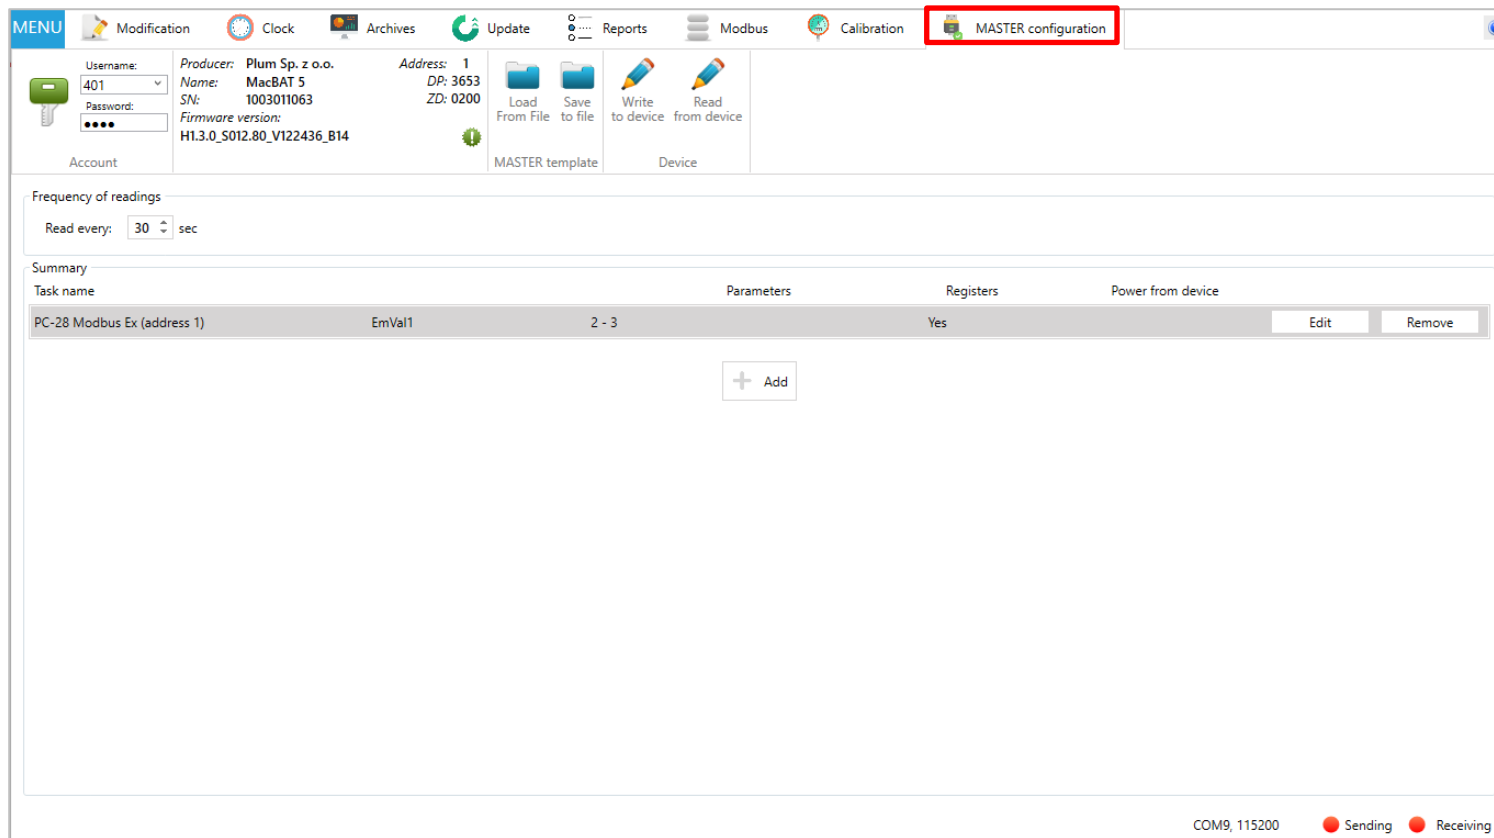 MENU Modification Clock Archives Update Reports Modbus Calibration MASTER configuration
Username:
401
Password:
●●●●
Account
Producer: Plum Sp. z o.o. Address: 1
Name: MacBAT 5 DP: 3653
SN: 1003011063 ZD: 0200
Firmware version:
H1.3.0_S012.80_V122436_B14
Load From File
Save to file
MASTER template
Write to device
Read from device
Device
Frequency of readings
Read every: 30 sec
Summary
Task name Parameters Registers Power from device
PC-28 Modbus Ex (address 1) EmVal1 2 - 3 Yes Edit Remove
Add
COM9, 115200 Sending Receiving